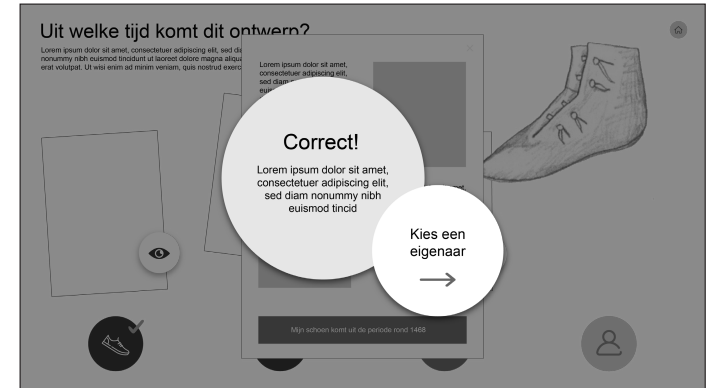 Uit welke tijd komt dit ontwerp?
Lorem ipsum dolor sit amet, consectetuer adipiscing elit, sed
nonummy nibh euismod tincidunt ut laoreet dolore magna
erat volutpat. Ut wisi enim ad minim veniam, quis nostrud
Lorem ipsum dolor sit amet,
consectetuer adipiscing elit,
sed diam
Correct!
Lorem ipsum dolor sit amet,
consectetuer adipiscing elit,
sed diam nonummy nibh
euismod tincid
Kies een
eigenaar
Mijn schoen komt uit de periode rond 1468